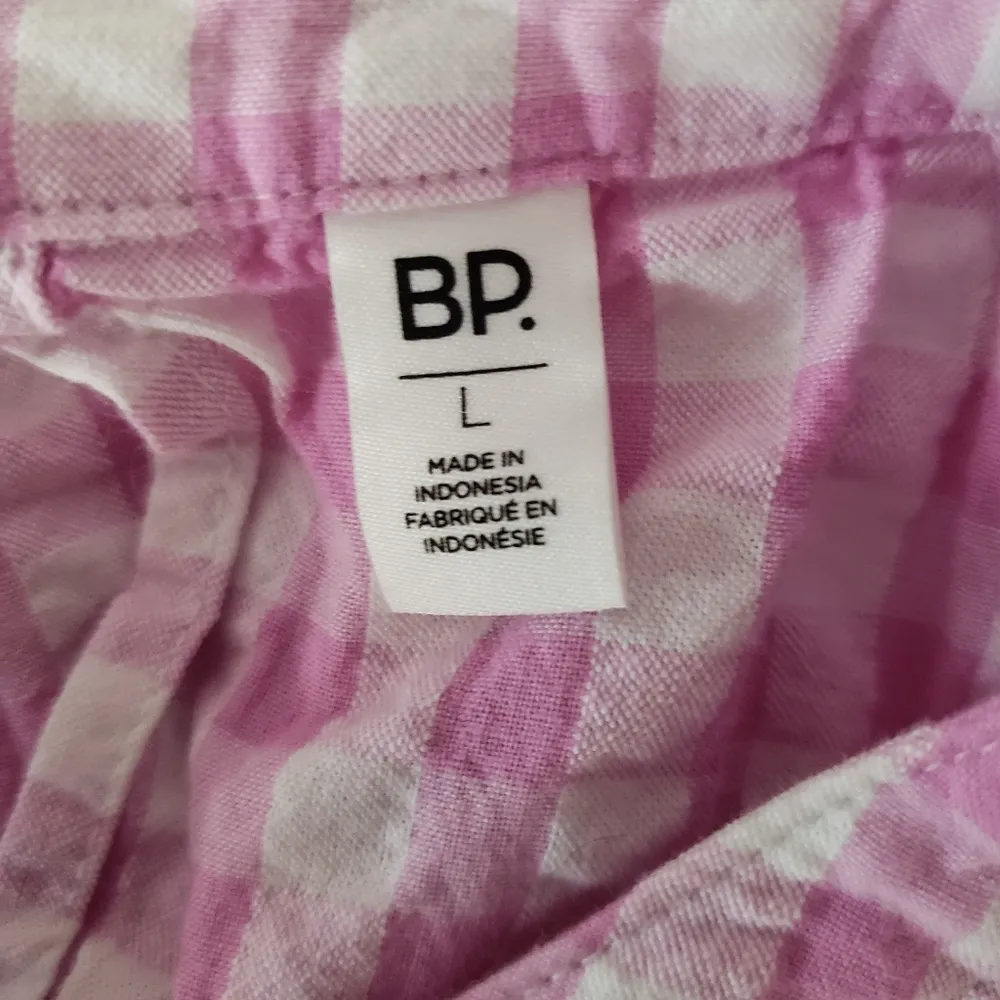 BP.
L
MADE IN
INDONESIA
FABRIQUÉ EN
INDONÉSIE